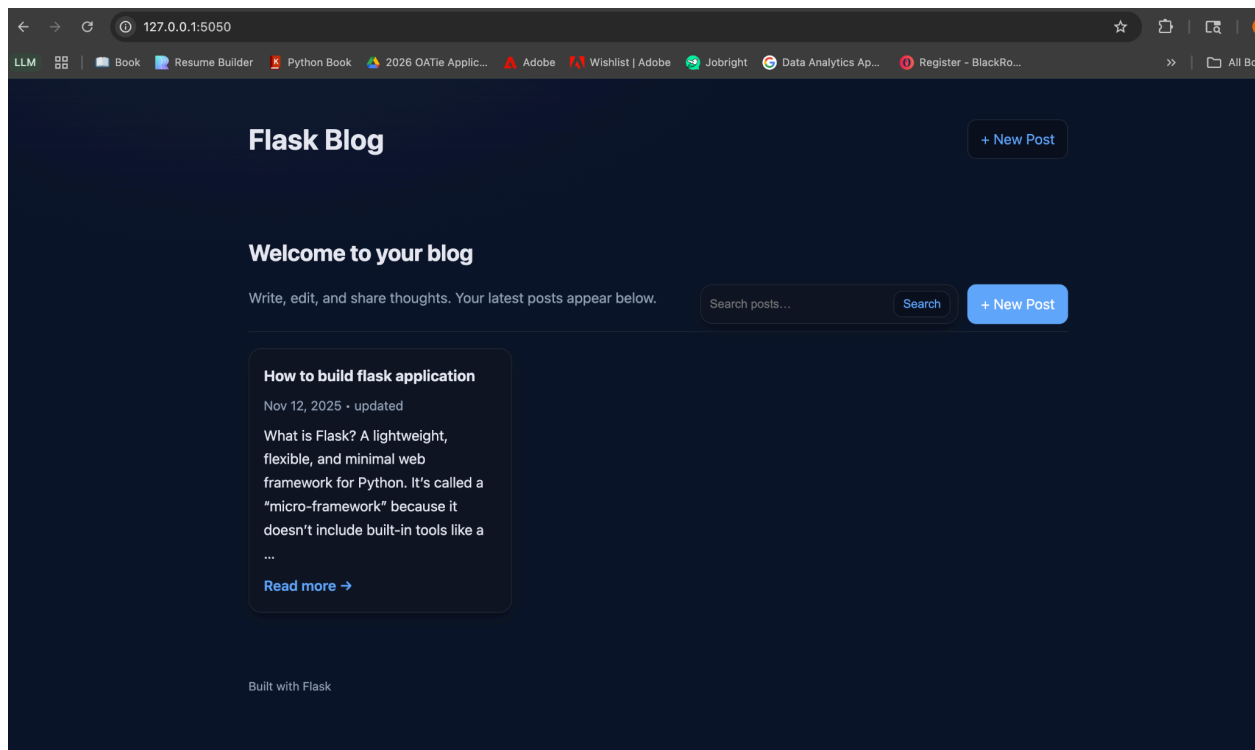 127.0.0.1:5050
LLM
Book
Resume Builder
Python Book
2026 OATie Applic...
Adobe
Wishlist | Adobe
Jobright
Data Analytics Ap...
Register - BlackRo...
»
All Bo
Flask Blog
+ New Post
Welcome to your blog
Write, edit, and share thoughts. Your latest posts appear below.
Search posts...
Search
+ New Post
How to build flask application
Nov 12, 2025 • updated
What is Flask? A lightweight,
flexible, and minimal web
framework for Python. It’s called a
“micro-framework” because it
doesn’t include built-in tools like a
...
Read more →
Built with Flask